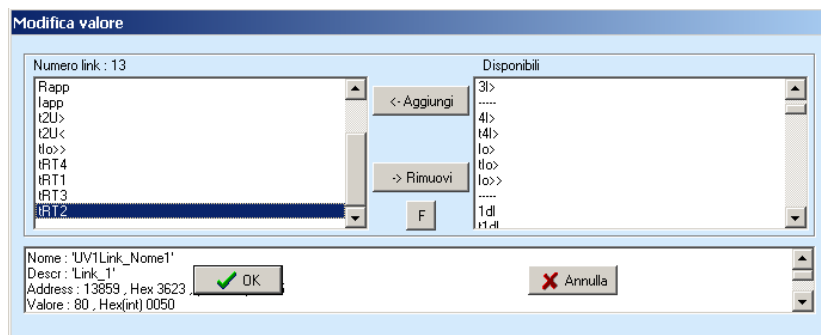 Modifica valore
Numero link : 13
Disponibili
Rapp
Iapp
t2U>
t2U<
tIo>>
tRT4
tRT1
tRT3
tRT2
<- Aggiungi
-> Rimuovi
F
3I>
-----
4I>
t4I>
Io>
tIo>
Io>>
-----
1dI
t1dI
Nome : 'UV1Link_Nome1'
Descr : 'Link_1'
Address : 13859 , Hex 3623 ,
Valore : 80 , Hex(int) 0050
OK
Annulla